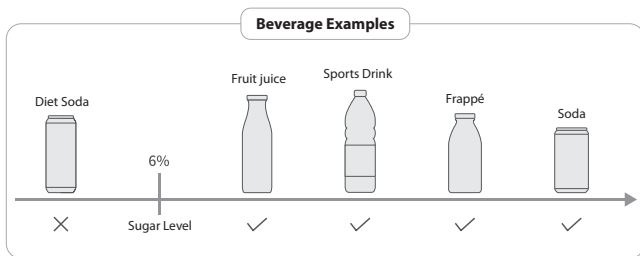 Beverage Examples
Diet Soda
Fruit juice
Sports Drink
Frappé
Soda
6%
Sugar Level